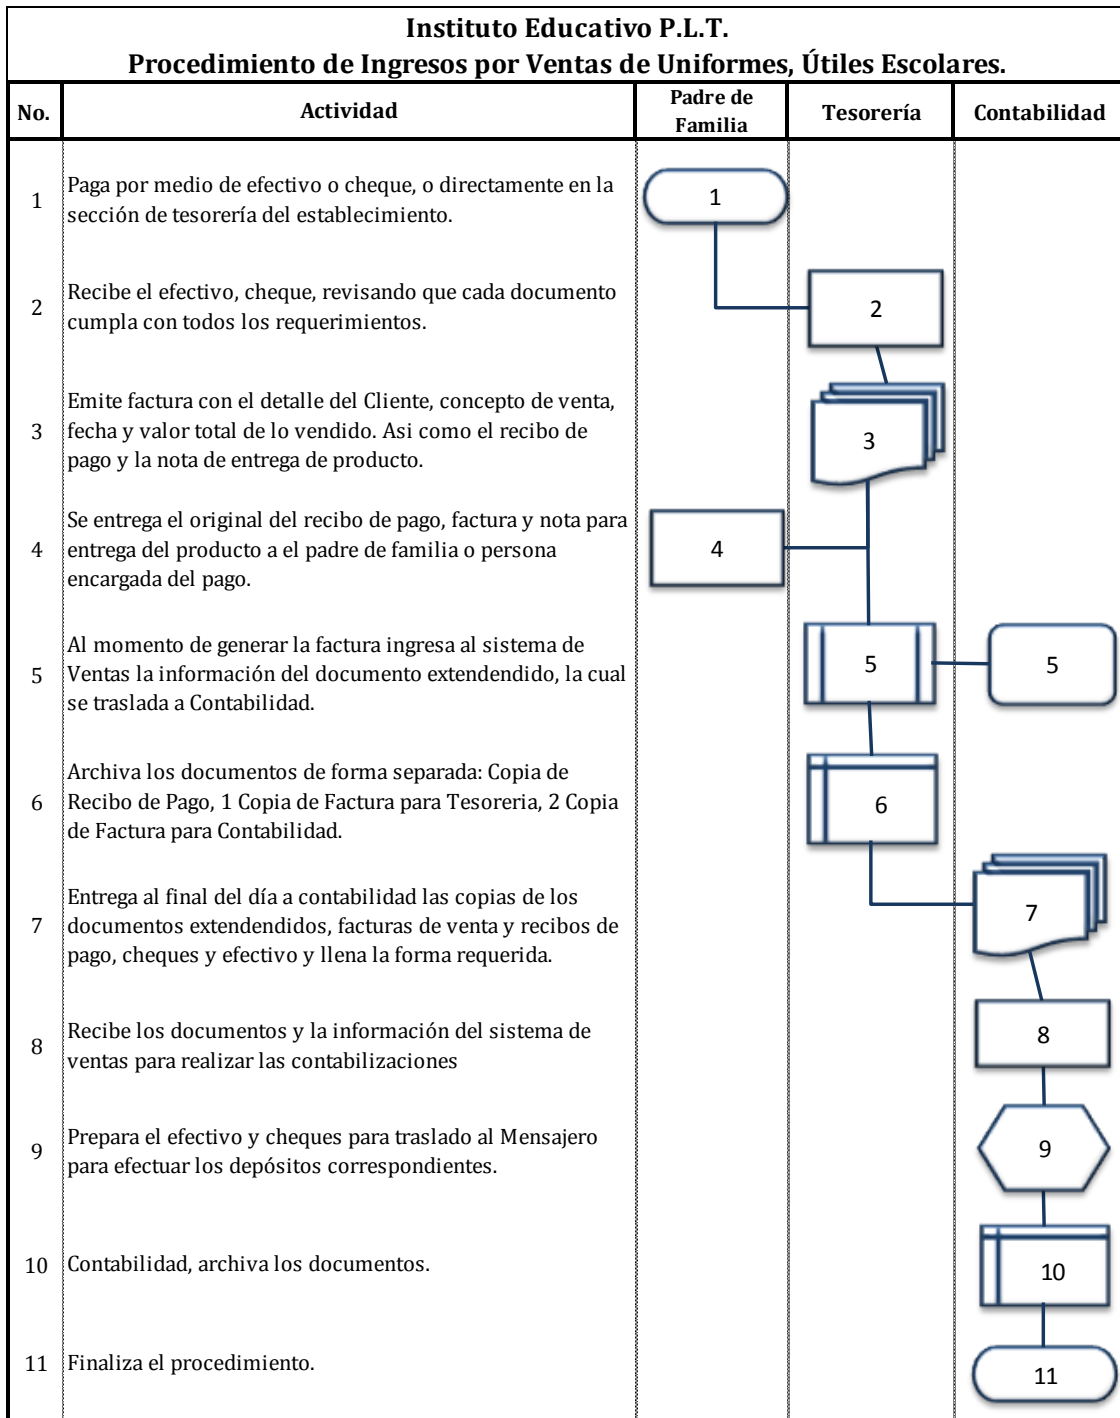 Instituto Educativo P.L.T.
Procedimiento de Ingresos por Ventas de Uniformes, Útiles Escolares.
No.
Actividad
Padre de
Familia
Tesorería
Contabilidad
1
Paga por medio de efectivo o cheque, o directamente en la
sección de tesorería del establecimiento.
1
2
Recibe el efectivo, cheque, revisando que cada documento
cumpla con todos los requerimientos.
2
3
Emite factura con el detalle del Cliente, concepto de venta,
fecha y valor total de lo vendido. Asi como el recibo de
pago y la nota de entrega de producto.
3
4
Se entrega el original del recibo de pago, factura y nota para
entrega del producto a el padre de familia o persona
encargada del pago.
4
5
Al momento de generar la factura ingresa al sistema de
Ventas la información del documento extendendido, la cual
se traslada a Contabilidad.
5
5
6
Archiva los documentos de forma separada: Copia de
Recibo de Pago, 1 Copia de Factura para Tesoreria, 2 Copia
de Factura para Contabilidad.
6
7
Entrega al final del día a contabilidad las copias de los
documentos extendendidos, facturas de venta y recibos de
pago, cheques y efectivo y llena la forma requerida.
7
8
Recibe los documentos y la información del sistema de
ventas para realizar las contabilizaciones
8
9
Prepara el efectivo y cheques para traslado al Mensajero
para efectuar los depósitos correspondientes.
9
10
Contabilidad, archiva los documentos.
10
11
Finaliza el procedimiento.
11